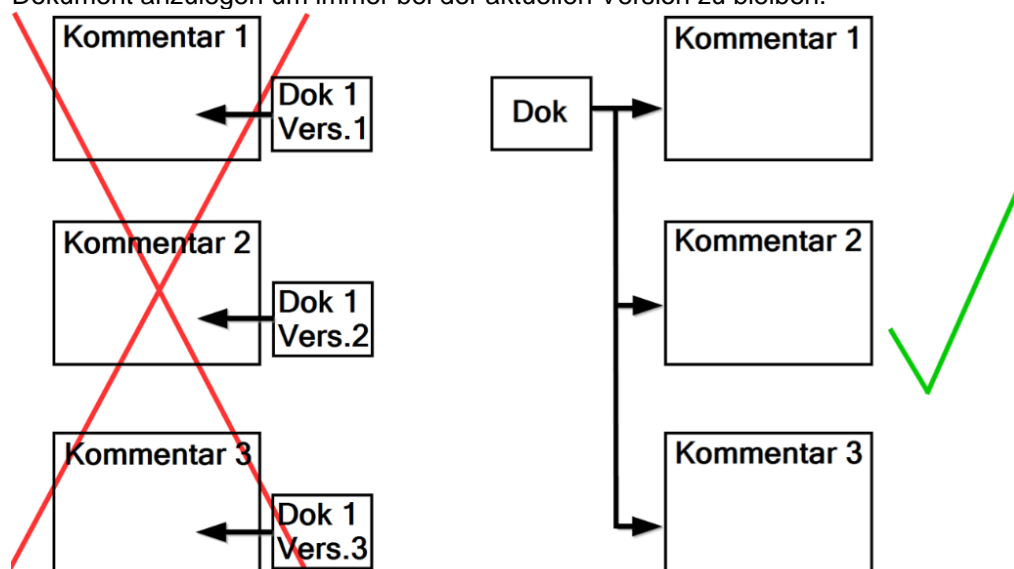 Dokument anzulegen um immer bei der aktuellen Version zu bleiben.
Kommentar 1
Dok 1
Vers.1
Kommentar 2
Dok 1
Vers.2
Kommentar 3
Dok 1
Vers.3
Dok
Kommentar 1
Kommentar 2
Kommentar 3